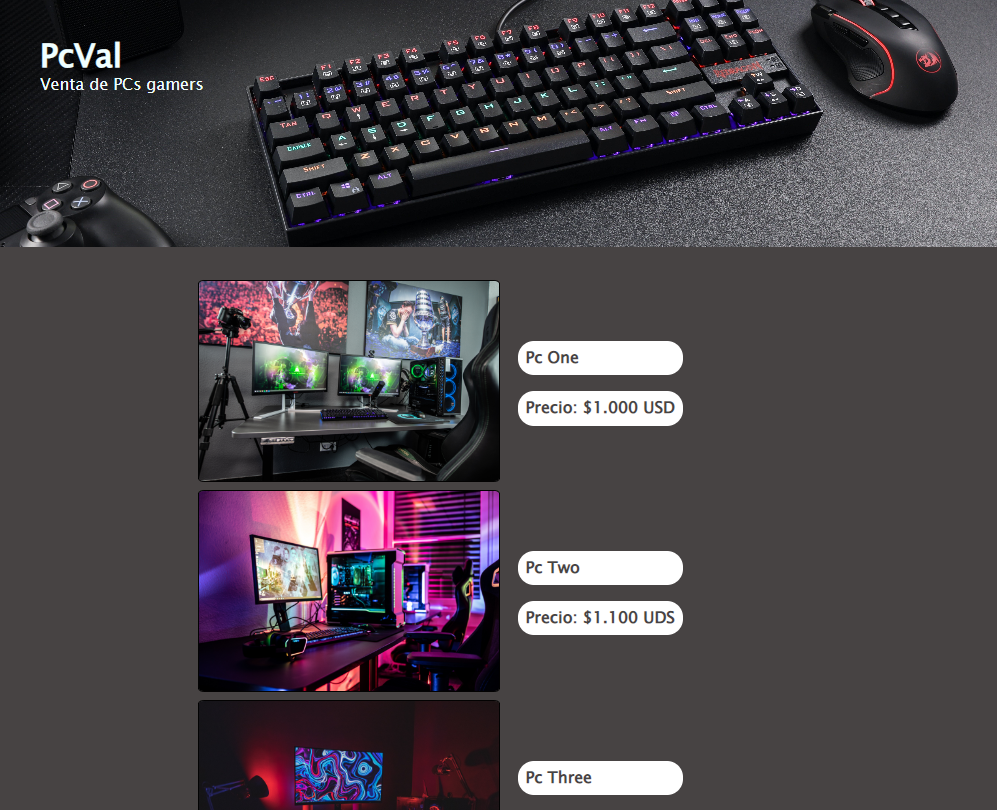 PcVal
Venta de PCs gamers
Pc One
Precio: $1.000 USD
Pc Two
Precio: $1.100 UDS
Pc Three